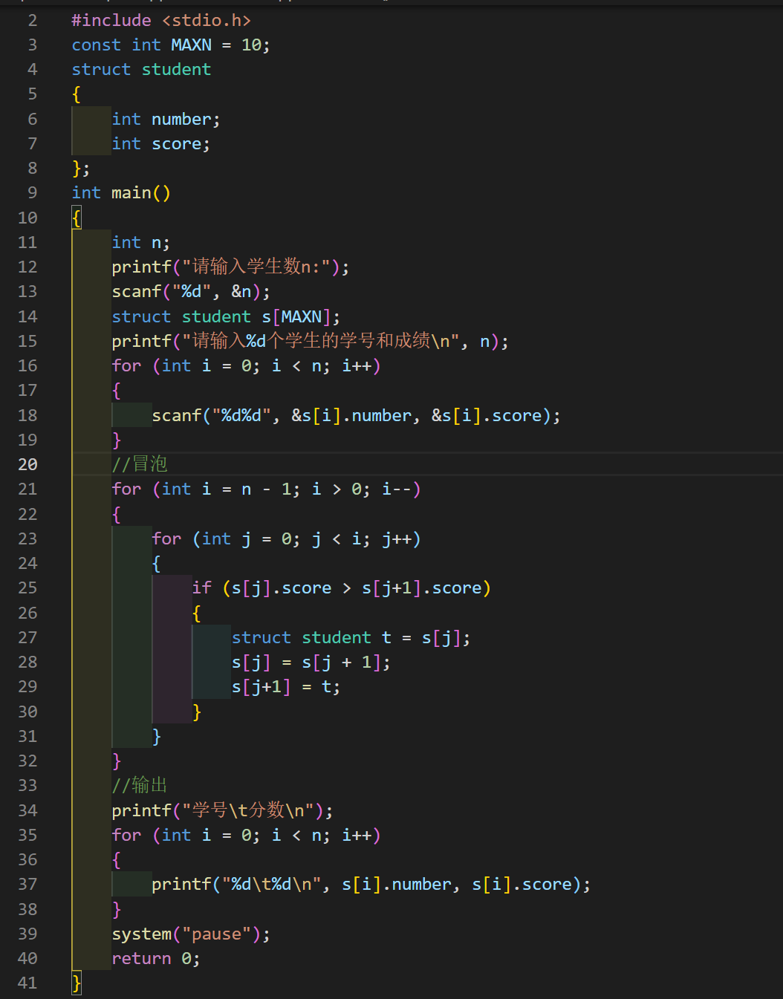 2 #include <stdio.h>
3 const int MAXN = 10;
4 struct student
5 {
6     int number;
7     int score;
8 };
9 int main()
10 {
11     int n;
12     printf("请输入学生数n:");
13     scanf("%d", &n);
14     struct student s[MAXN];
15     printf("请输入%d个学生的学号和成绩\n", n);
16     for (int i = 0; i < n; i++)
17     {
18         scanf("%d%d", &s[i].number, &s[i].score);
19     }
20     //冒泡
21     for (int i = n - 1; i > 0; i--)
22     {
23         for (int j = 0; j < i; j++)
24         {
25             if (s[j].score > s[j+1].score)
26             {
27                 struct student t = s[j];
28                 s[j] = s[j + 1];
29                 s[j+1] = t;
30             }
31         }
32     }
33     //输出
34     printf("学号\t分数\n");
35     for (int i = 0; i < n; i++)
36     {
37         printf("%d\t%d\n", s[i].number, s[i].score);
38     }
39     system("pause");
40     return 0;
41 }